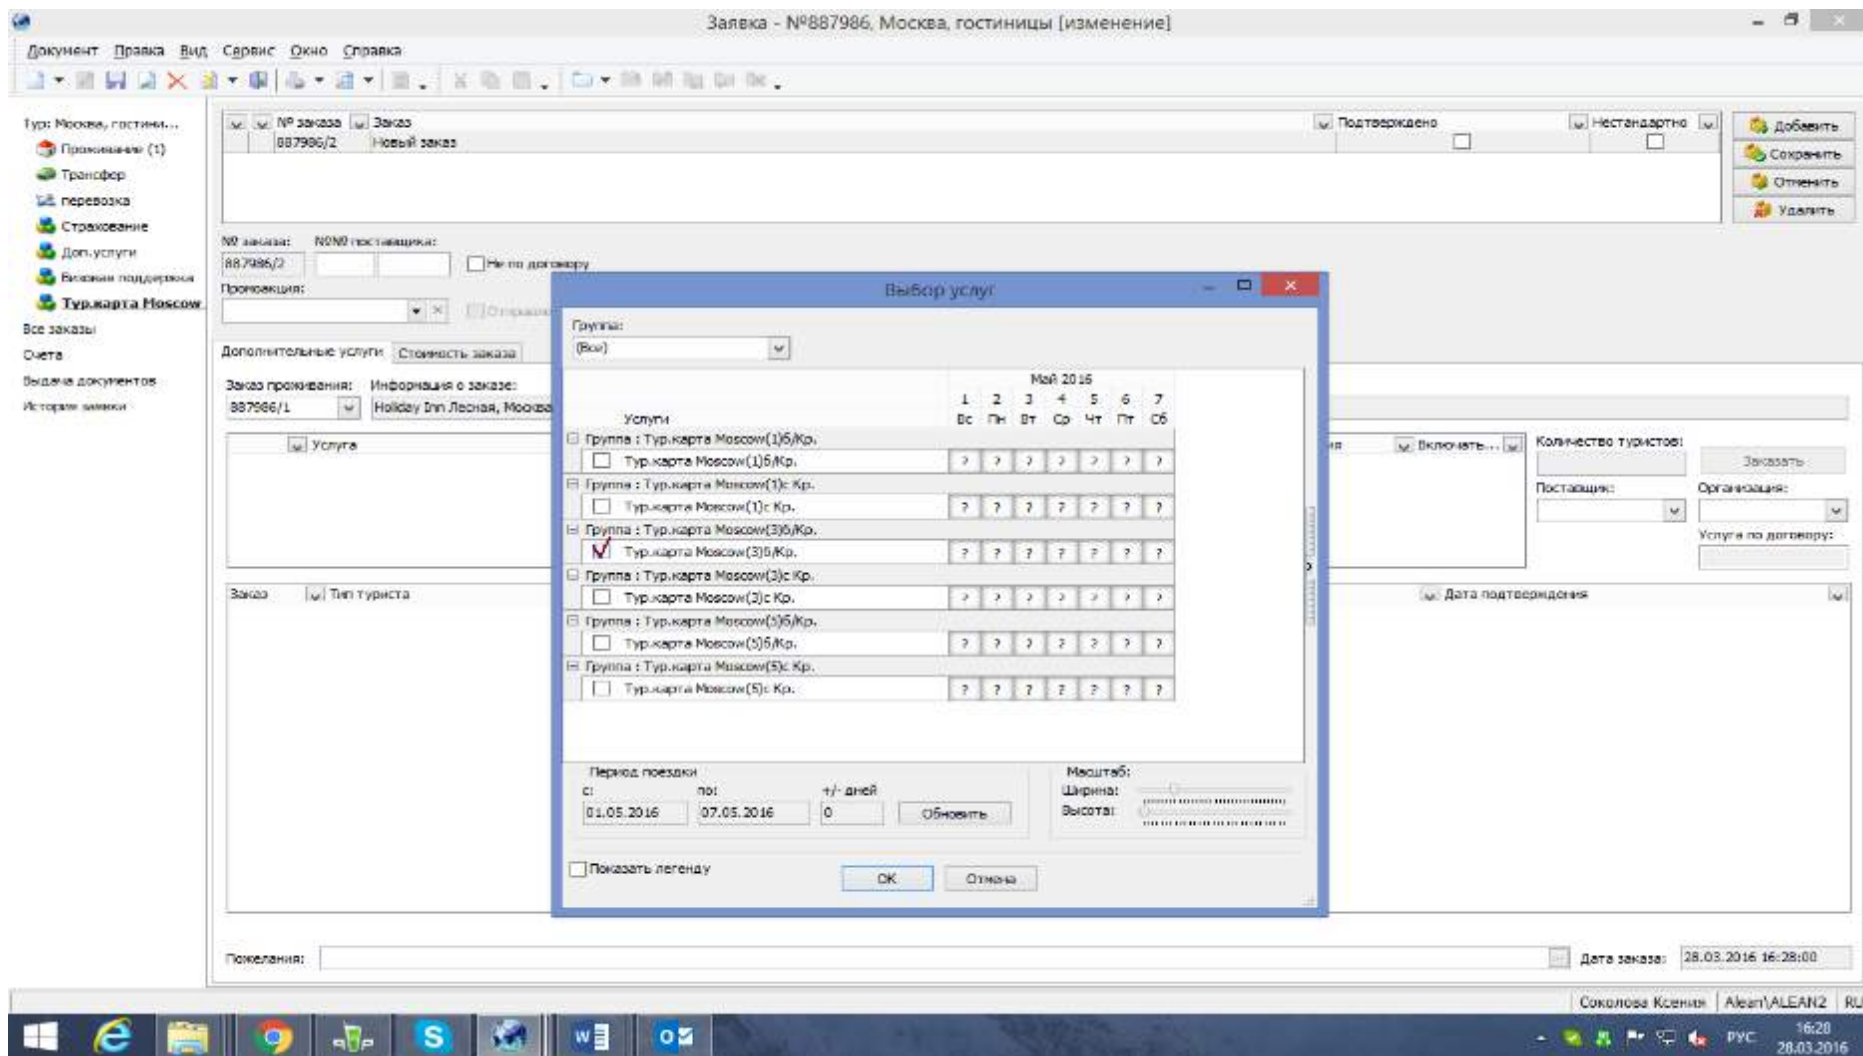 Заявка - №887986, Москва, гостиницы [изменение]
Документ Правка Вид Сервис Окно Справка
Тур: Москва, гостини...
Проживание (1)
Трансфер
перевозка
Страхование
Доп.услуги
Визовая поддержка
Тур.карта Moscow
Все заказы
Счета
Выдача документов
История заявки
№ заказа Заказ Подтверждено Нестандартно
887986/2 Новый заказ
Добавить
Сохранить
Отменить
Удалить
№ заказа: №№ поставщика:
887986/2 Не по договору
Промоакция:
Дополнительные услуги Стоимость заказа
Заказ проживания: Информация о заказе:
887986/1 Holiday Inn Лесная, Москва
Услуга Включать...
Количество туристов:
Заказать
Поставщик: Организация:
Услуга по договору:
Заказ Тип туриста Дата подтверждения
Выбор услуг
Группа:
(Все)
Май 2016
1 2 3 4 5 6 7
Услуги Вс Пн Вт Ср Чт Пт Сб
Группа : Тур.карта Moscow(1)б/Кр.
Тур.карта Moscow(1)б/Кр. ? ? ? ? ? ? ?
Группа : Тур.карта Moscow(1)с Кр.
Тур.карта Moscow(1)с Кр. ? ? ? ? ? ? ?
Группа : Тур.карта Moscow(3)б/Кр.
Тур.карта Moscow(3)б/Кр. ? ? ? ? ? ? ?
Группа : Тур.карта Moscow(3)с Кр.
Тур.карта Moscow(3)с Кр. ? ? ? ? ? ? ?
Группа : Тур.карта Moscow(5)б/Кр.
Тур.карта Moscow(5)б/Кр. ? ? ? ? ? ? ?
Группа : Тур.карта Moscow(5)с Кр.
Тур.карта Moscow(5)с Кр. ? ? ? ? ? ? ?
Период поездки Масштаб:
с: по: +/- дней Ширина:
01.05.2016 07.05.2016 0 Обновить Высота:
Показать легенду
OK Отмена
Пожелания: Дата заказа: 28.03.2016 16:28:00
Соколова Ксения Alean\ALEAN2 RU
РУС 16:28
28.03.2016